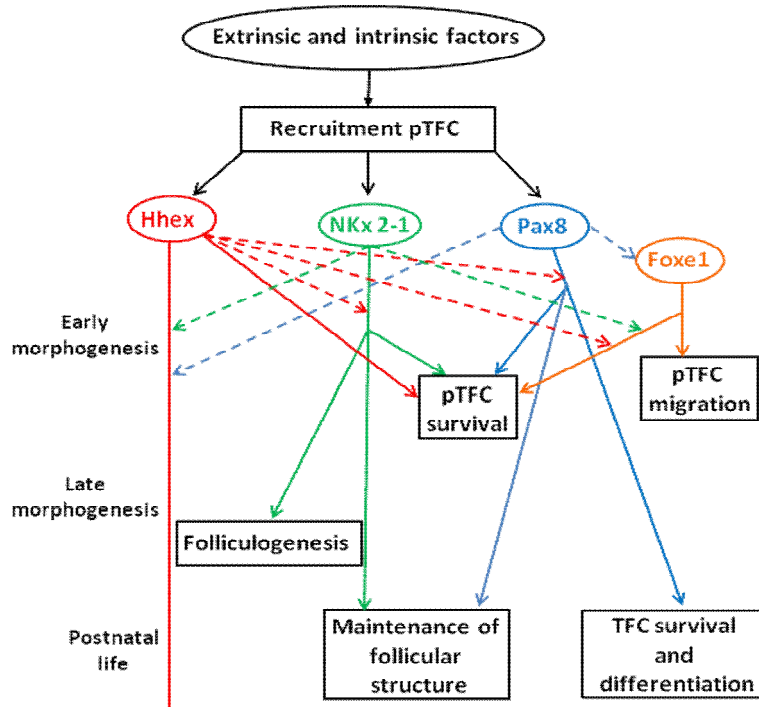 Extrinsic and intrinsic factors
Recruitment pTFC
Hhex
NKx 2-1
Pax8
Foxe1
Early
morphogenesis
pTFC
survival
pTFC
migration
Late
morphogenesis
Folliculogenesis
Postnatal
life
Maintenance of
follicular
structure
TFC survival
and
differentiation